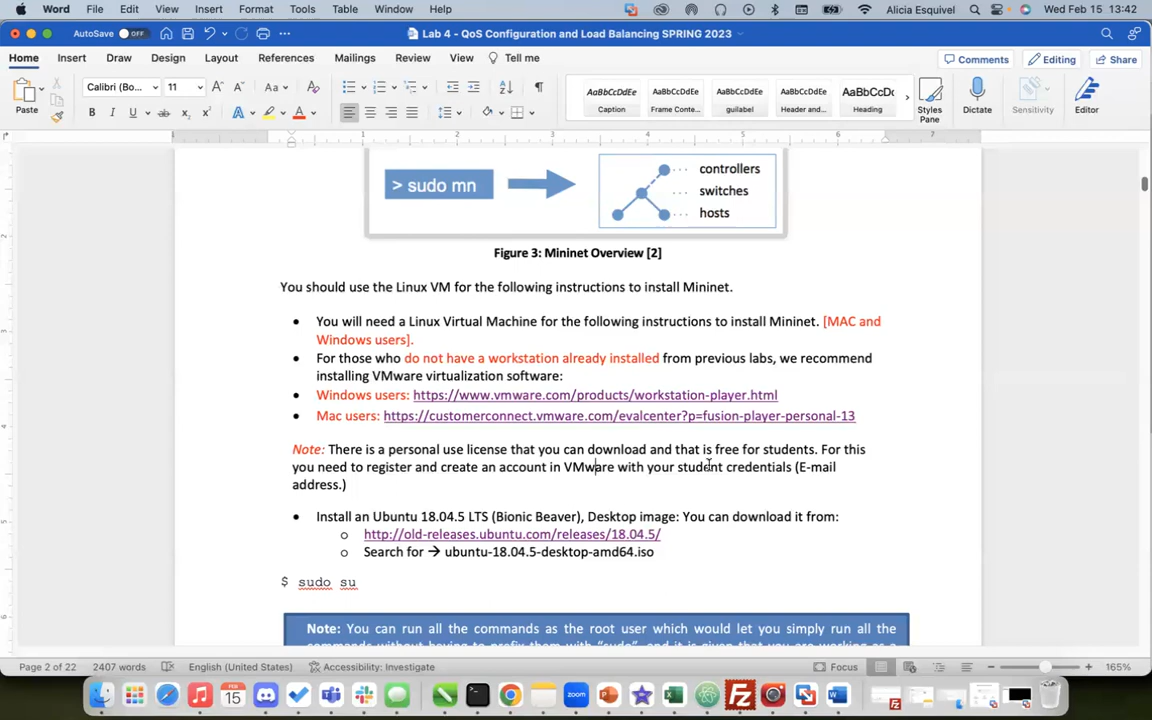 Word File Edit View Insert Format Tools Table Window Help Alicia Esquivel Wed Feb 15 13:42
AutoSave OFF Lab 4 - QoS Configuration and Load Balancing SPRING 2023
Home Insert Draw Design Layout References Mailings Review View Tell me Comments Editing Share
Paste Calibri (Bo... 11 Aa Caption Frame Conte... guilabel Header and... Heading Styles Pane Dictate Sensitivity Editor
> sudo mn
controllers
switches
hosts
Figure 3: Mininet Overview [2]
You should use the Linux VM for the following instructions to install Mininet.
• You will need a Linux Virtual Machine for the following instructions to install Mininet. [MAC and
Windows users].
• For those who do not have a workstation already installed from previous labs, we recommend
installing VMware virtualization software:
• Windows users: https://www.vmware.com/products/workstation-player.html
• Mac users: https://customerconnect.vmware.com/evalcenter?p=fusion-player-personal-13
Note: There is a personal use license that you can download and that is free for students. For this
you need to register and create an account in VMware with your student credentials (E-mail
address.)
• Install an Ubuntu 18.04.5 LTS (Bionic Beaver), Desktop image: You can download it from:
o http://old-releases.ubuntu.com/releases/18.04.5/
o Search for → ubuntu-18.04.5-desktop-amd64.iso
$ sudo su
Note: You can run all the commands as the root user which would let you simply run all the
Page 2 of 22 2407 words English (United States) Accessibility: Investigate Focus 165%